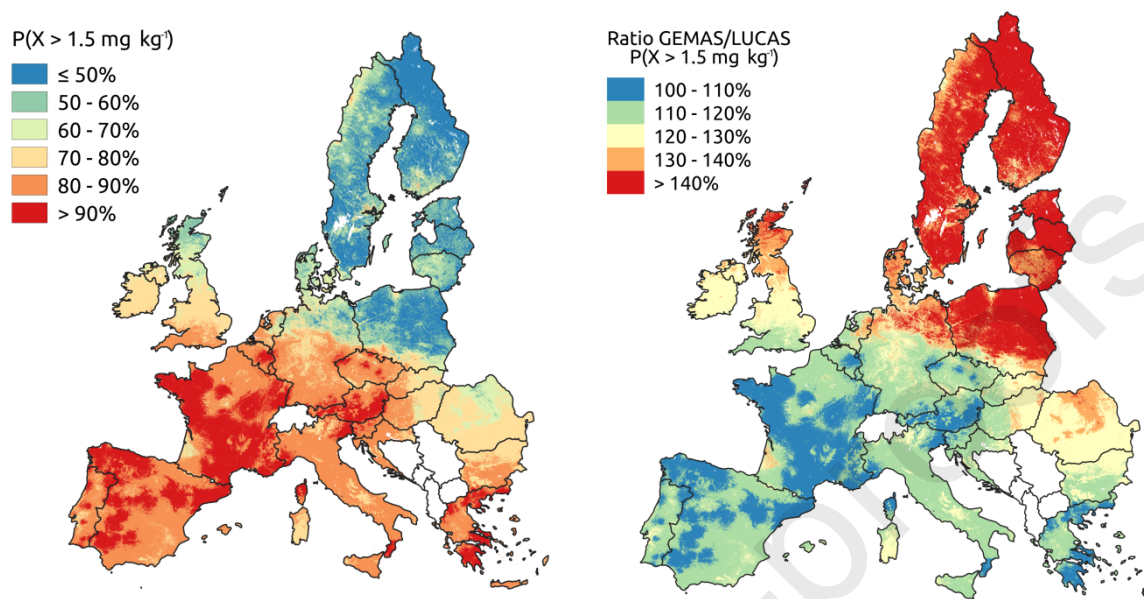 P(X > 1.5 mg kg⁻¹)
≤ 50%
50 - 60%
60 - 70%
70 - 80%
80 - 90%
> 90%
Ratio GEMAS/LUCAS
P(X > 1.5 mg kg⁻¹)
100 - 110%
110 - 120%
120 - 130%
130 - 140%
> 140%